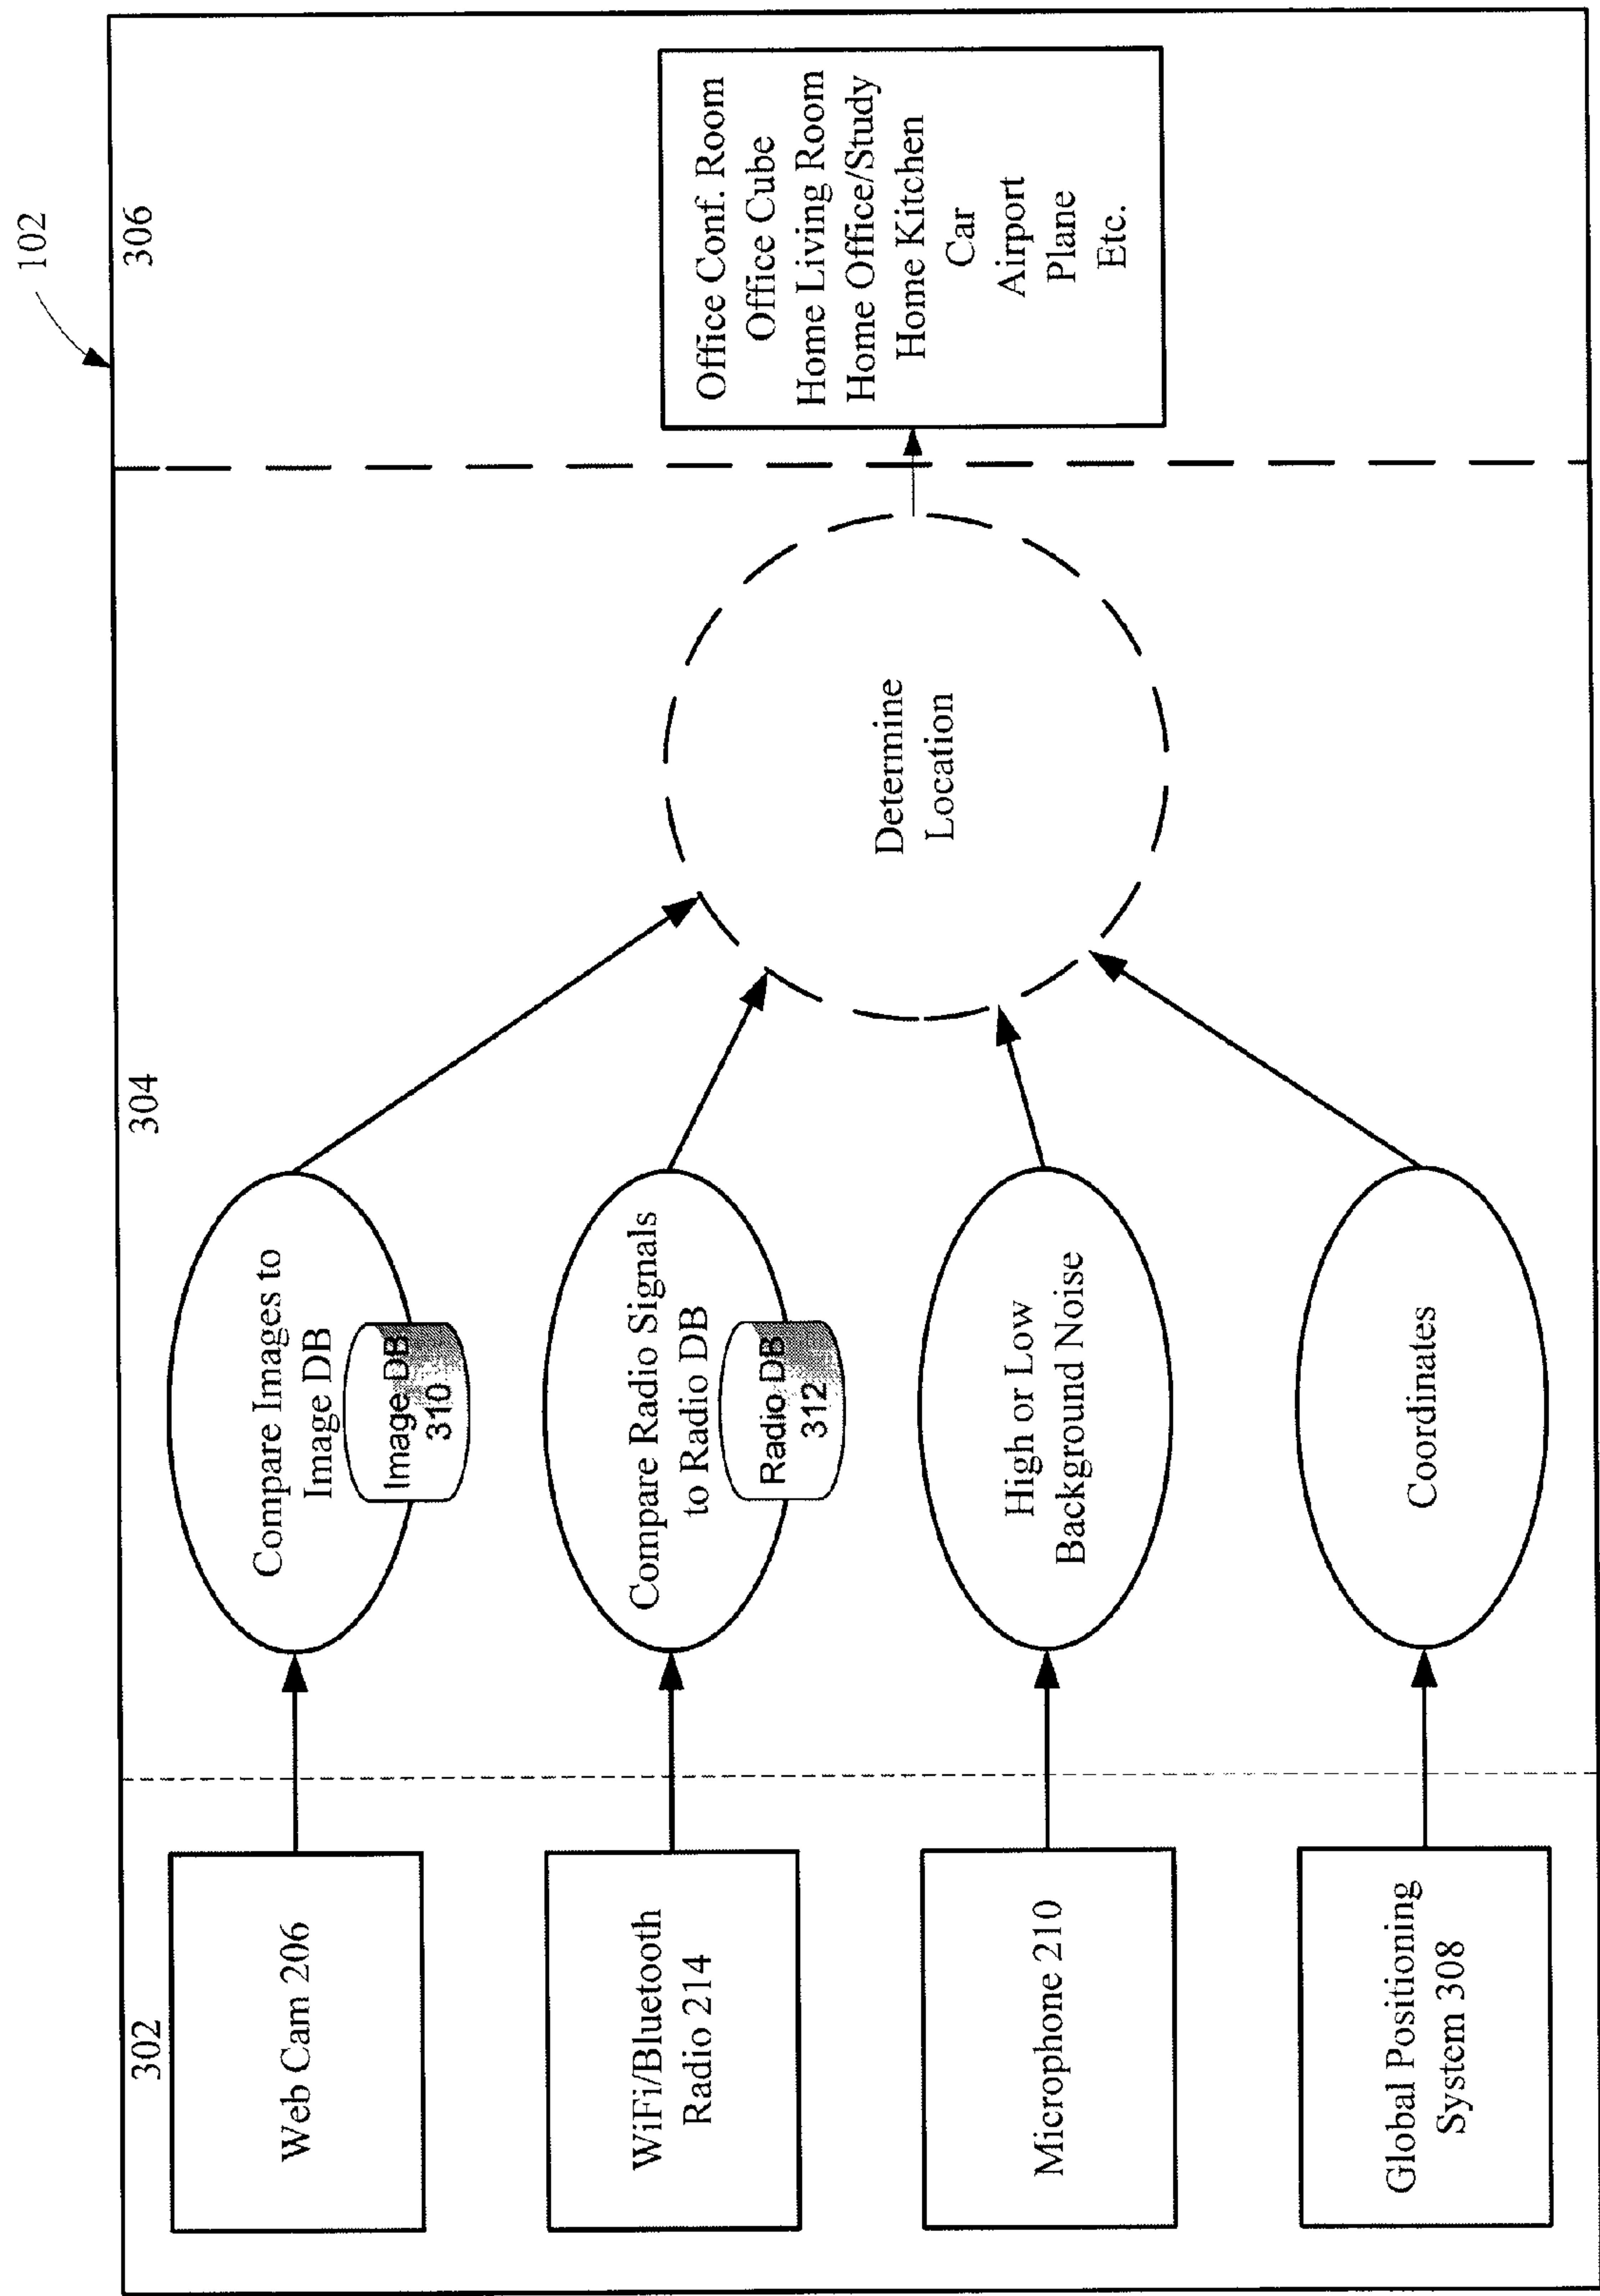 102
302
304
306
Web Cam 206
Compare Images to
Image DB
Image DB
310
WiFi/Bluetooth
Radio 214
Compare Radio Signals
to Radio DB
Radio DB
312
Microphone 210
High or Low
Background Noise
Global Positioning
System 308
Coordinates
Determine
Location
Office Conf. Room
Office Cube
Home Living Room
Home Office/Study
Home Kitchen
Car
Airport
Plane
Etc.